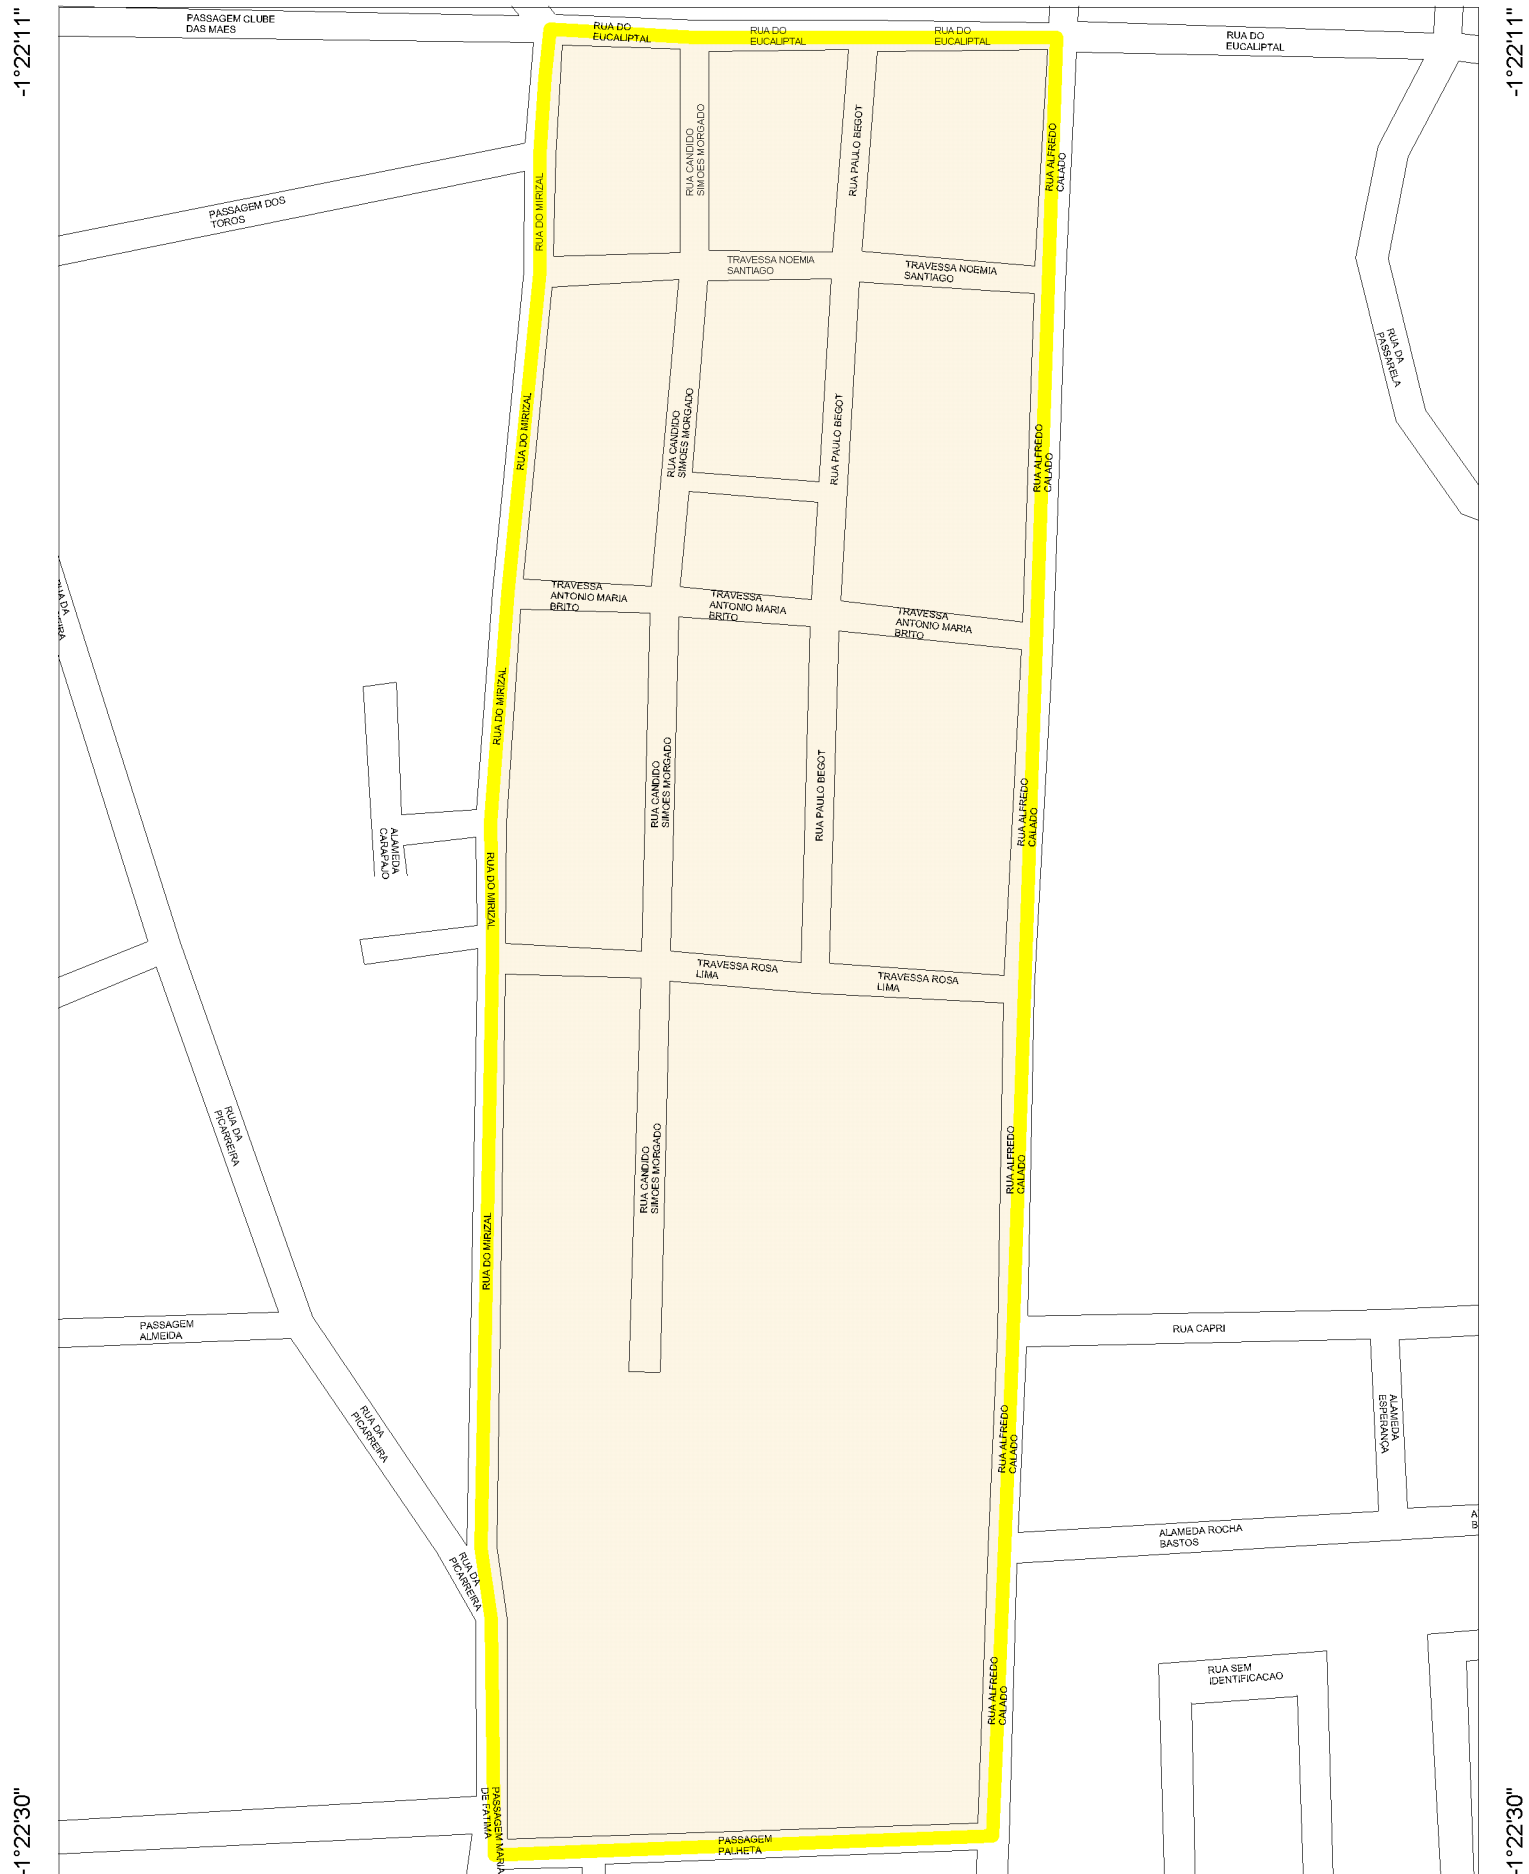 -1°22'11"
-1°22'11"
PASSAGEM CLUBE
DAS MAES
RUA DO
EUCALIPTAL
RUA DO
EUCALIPTAL
RUA DO
EUCALIPTAL
RUA DO
EUCALIPTAL
RUA CANDIDO
SIMOES MORGADO
RUA PAULO BEGOT
RUA ALFREDO
CALADO
PASSAGEM DOS
TOROS
RUA DO MIRIZAL
TRAVESSA NOEMIA
SANTIAGO
TRAVESSA NOEMIA
SANTIAGO
RUA DA
PASSARELA
RUA DO MIRIZAL
RUA CANDIDO
SIMOES MORGADO
RUA PAULO BEGOT
RUA ALFREDO
CALADO
TRAVESSA
ANTONIO MARIA
BRITO
TRAVESSA
ANTONIO MARIA
BRITO
TRAVESSA
ANTONIO MARIA
BRITO
RUA DO MIRIZAL
RUA CANDIDO
SIMOES MORGADO
RUA PAULO BEGOT
RUA ALFREDO
CALADO
ALAMEDA
CARAPAJO
RUA DO MIRIZAL
TRAVESSA ROSA
LIMA
TRAVESSA ROSA
LIMA
RUA DA
PICARREIRA
RUA CANDIDO
SIMOES MORGADO
RUA ALFREDO
CALADO
RUA DO MIRIZAL
PASSAGEM
ALMEIDA
RUA CAPRI
RUA DA
PICARREIRA
RUA ALFREDO
CALADO
ALAMEDA
ESPERANÇA
ALAMEDA ROCHA
BASTOS
A
B
RUA DA
PICARREIRA
RUA SEM
IDENTIFICACAO
RUA ALFREDO
CALADO
PASSAGEM MARIA
DE FATIMA
PASSAGEM
PALHETA
-1°22'30"
-1°22'30"